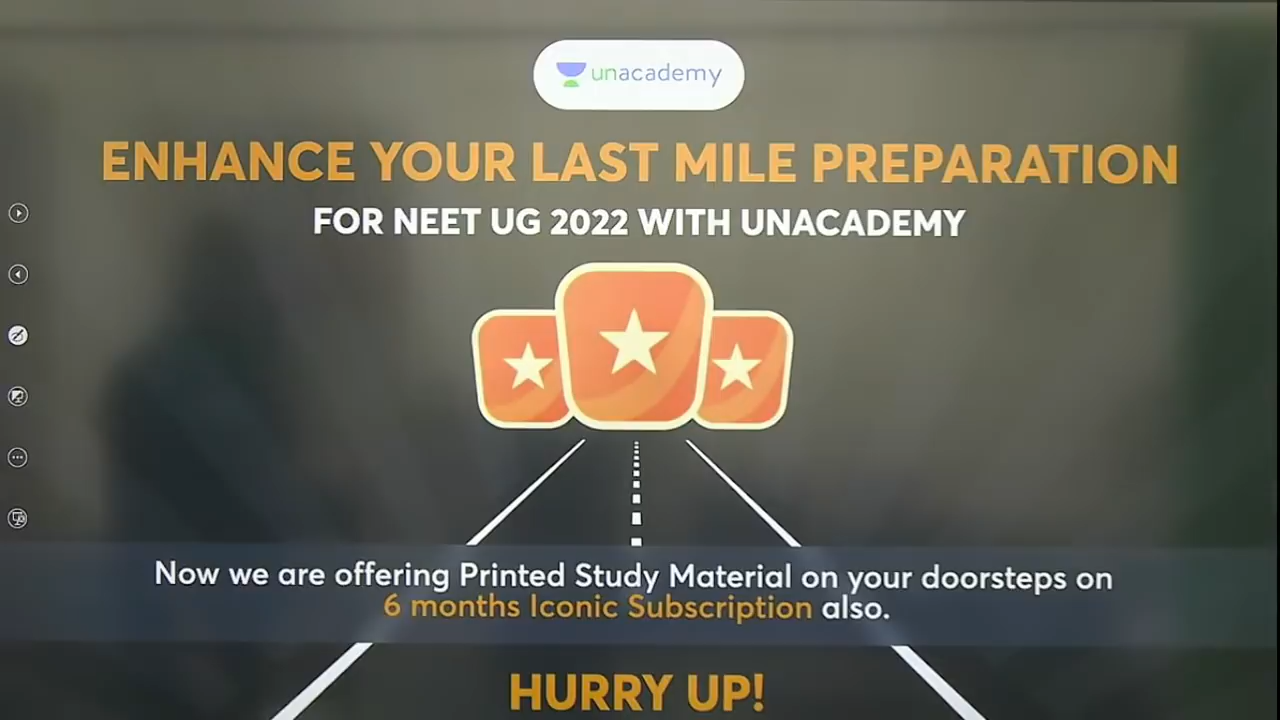 unacademy
ENHANCE YOUR LAST MILE PREPARATION
FOR NEET UG 2022 WITH UNACADEMY
Now we are offering Printed Study Material on your doorsteps on
6 months Iconic Subscription also.
HURRY UP!